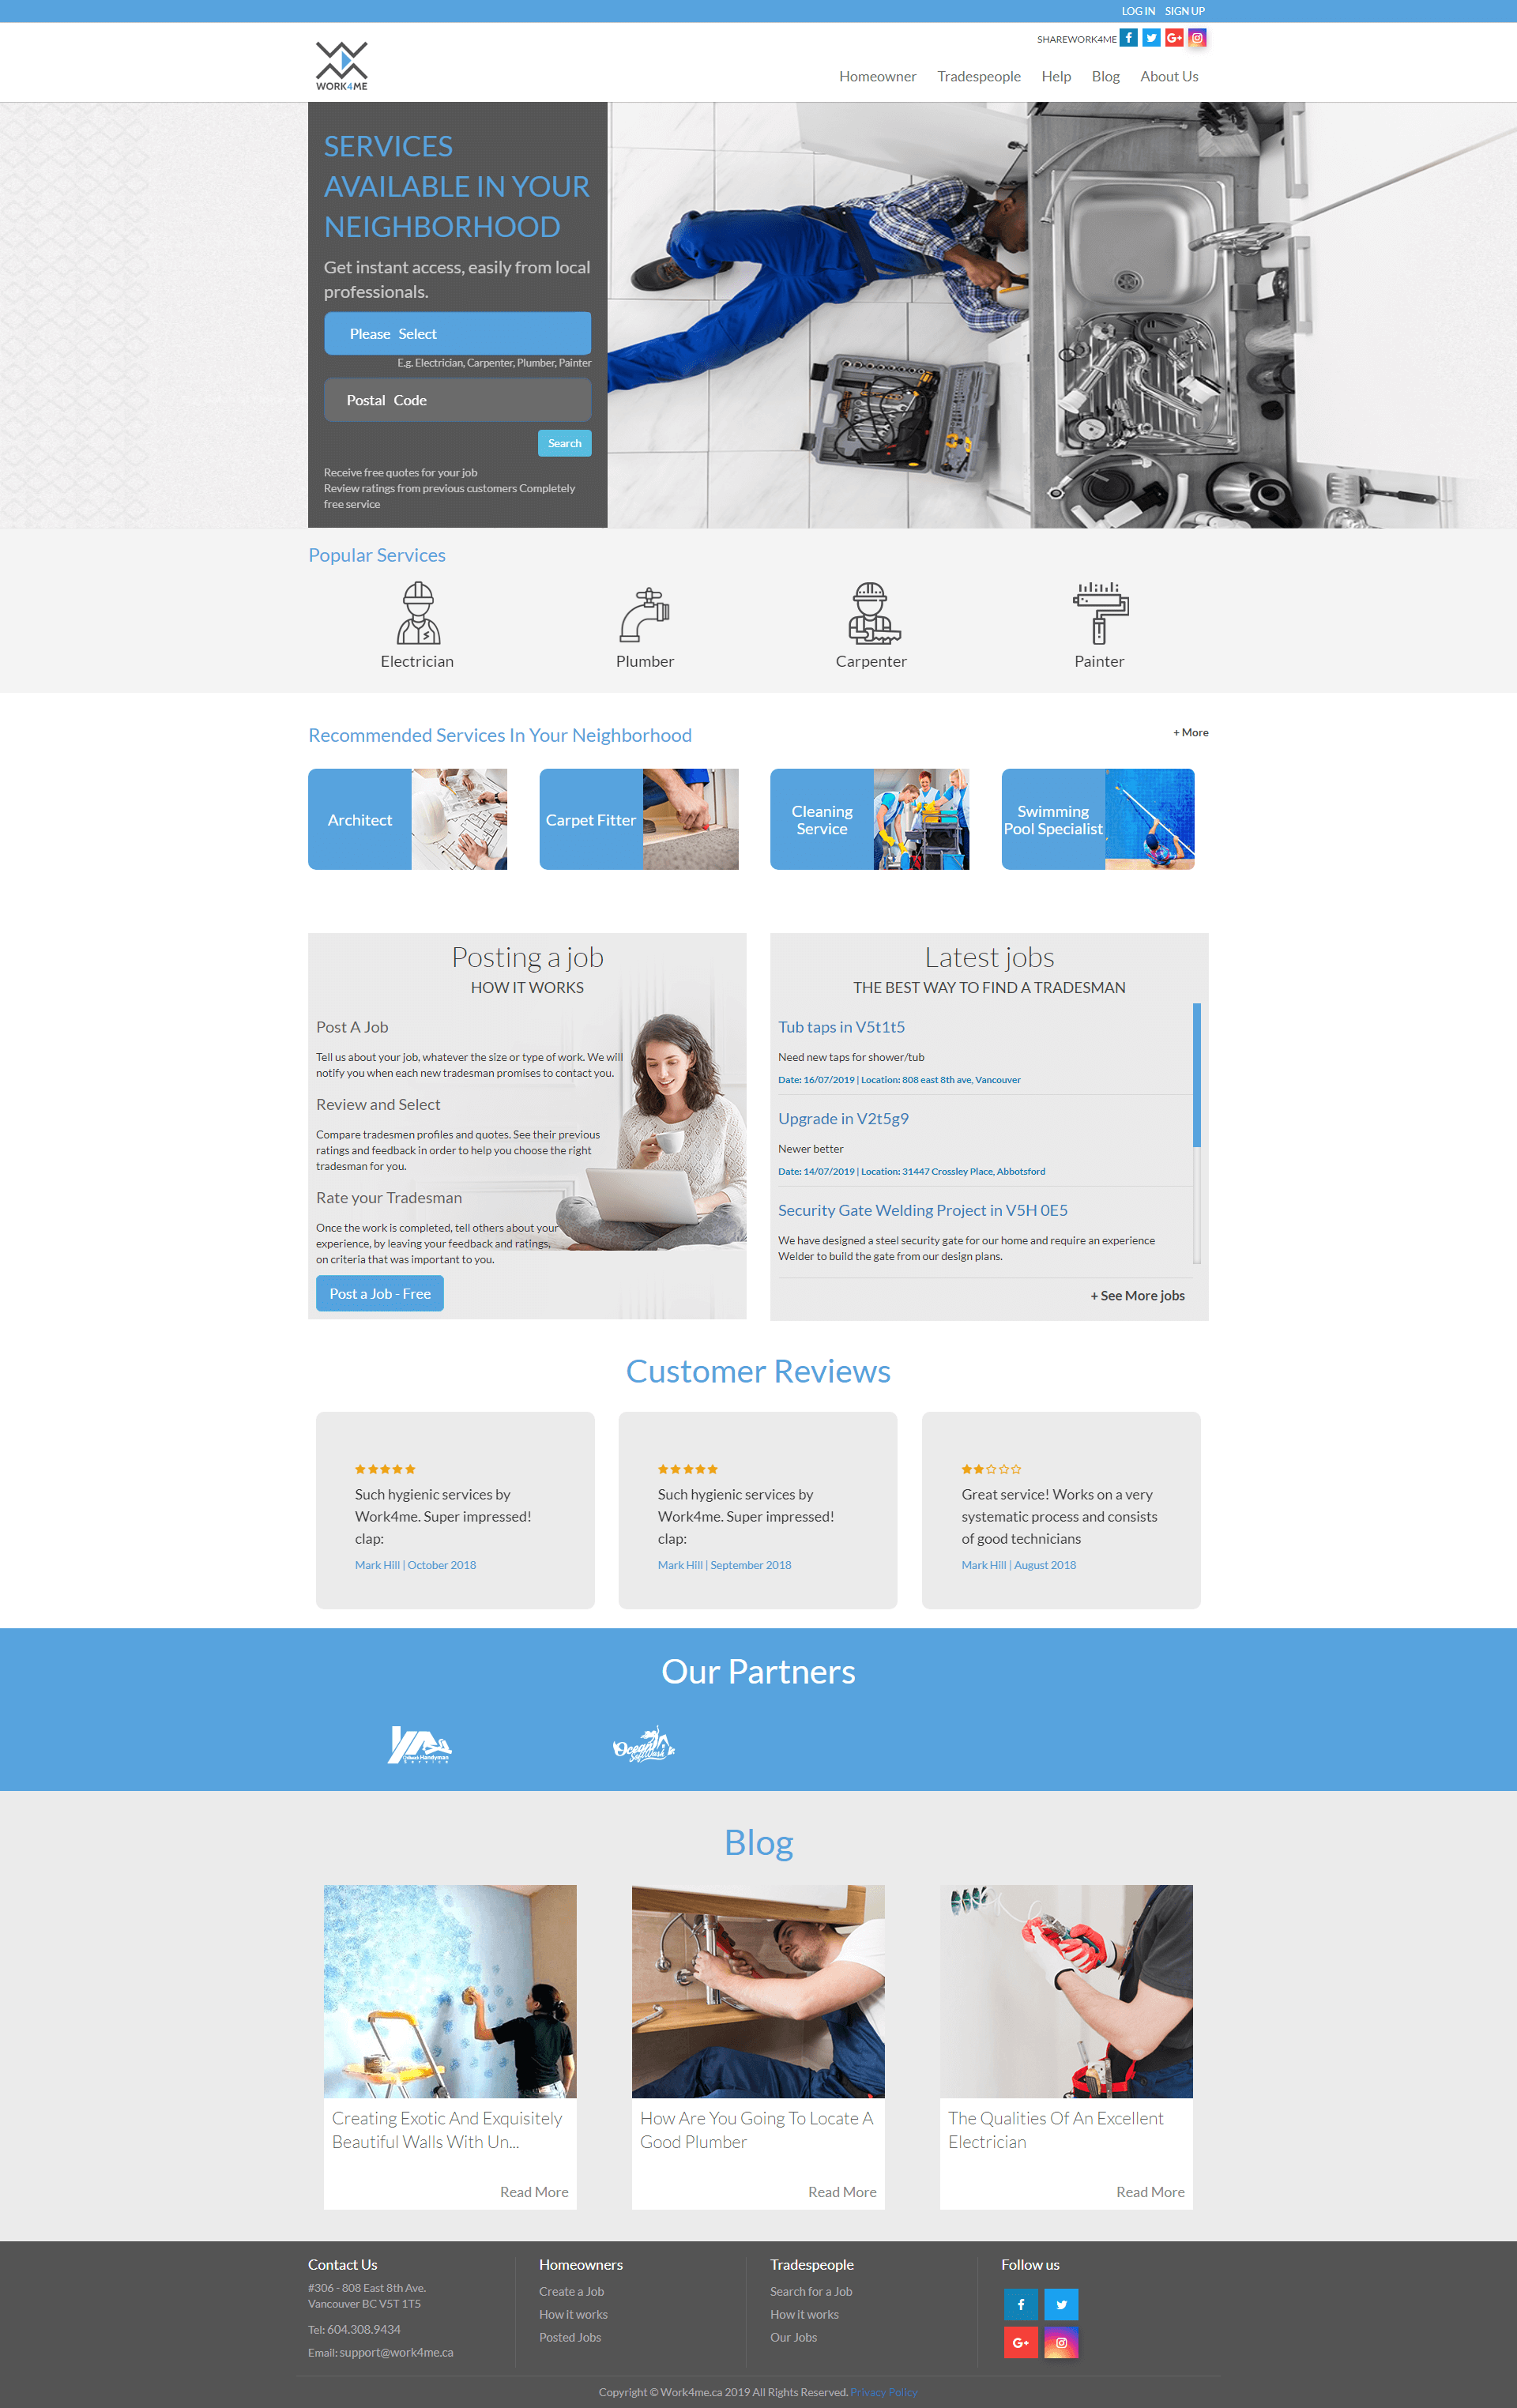 LOG IN SIGN UP
SHAREWORK4ME
WORK4ME
Homeowner Tradespeople Help Blog About Us
SERVICES
AVAILABLE IN YOUR
NEIGHBORHOOD
Get instant access, easily from local
professionals.
Please Select
E.g. Electrician, Carpenter, Plumber, Painter
Postal Code
Search
Receive free quotes for your job
Review ratings from previous customers Completely
free service
Popular Services
Electrician Plumber Carpenter Painter
Recommended Services In Your Neighborhood
+ More
Architect
Carpet Fitter
Cleaning
Service
Swimming
Pool Specialist
Posting a job
HOW IT WORKS
Post A Job
Tell us about your job, whatever the size or type of work. We will
notify you when each new tradesman promises to contact you.
Review and Select
Compare tradesmen profiles and quotes. See their previous
ratings and feedback in order to help you choose the right
tradesman for you.
Rate your Tradesman
Once the work is completed, tell others about your
experience, by leaving your feedback and ratings,
on criteria that was important to you.
Post a Job - Free
Latest jobs
THE BEST WAY TO FIND A TRADESMAN
Tub taps in V5t1t5
Need new taps for shower/tub
Date: 16/07/2019 | Location: 808 east 8th ave, Vancouver
Upgrade in V2t5g9
Newer better
Date: 14/07/2019 | Location: 31447 Crossley Place, Abbotsford
Security Gate Welding Project in V5H 0E5
We have designed a steel security gate for our home and require an experience
Welder to build the gate from our design plans.
+ See More jobs
Customer Reviews
Such hygienic services by
Work4me. Super impressed!
clap:
Mark Hill | October 2018
Such hygienic services by
Work4me. Super impressed!
clap:
Mark Hill | September 2018
Great service! Works on a very
systematic process and consists
of good technicians
Mark Hill | August 2018
Our Partners
Handyman
Service
Ocean
SoftWash
Blog
Creating Exotic And Exquisitely
Beautiful Walls With Un...
Read More
How Are You Going To Locate A
Good Plumber
Read More
The Qualities Of An Excellent
Electrician
Read More
Contact Us
#306 - 808 East 8th Ave.
Vancouver BC V5T 1T5
Tel: 604.308.9434
Email: support@work4me.ca
Homeowners
Create a Job
How it works
Posted Jobs
Tradespeople
Search for a Job
How it works
Our Jobs
Follow us
Copyright © Work4me.ca 2019 All Rights Reserved. Privacy Policy